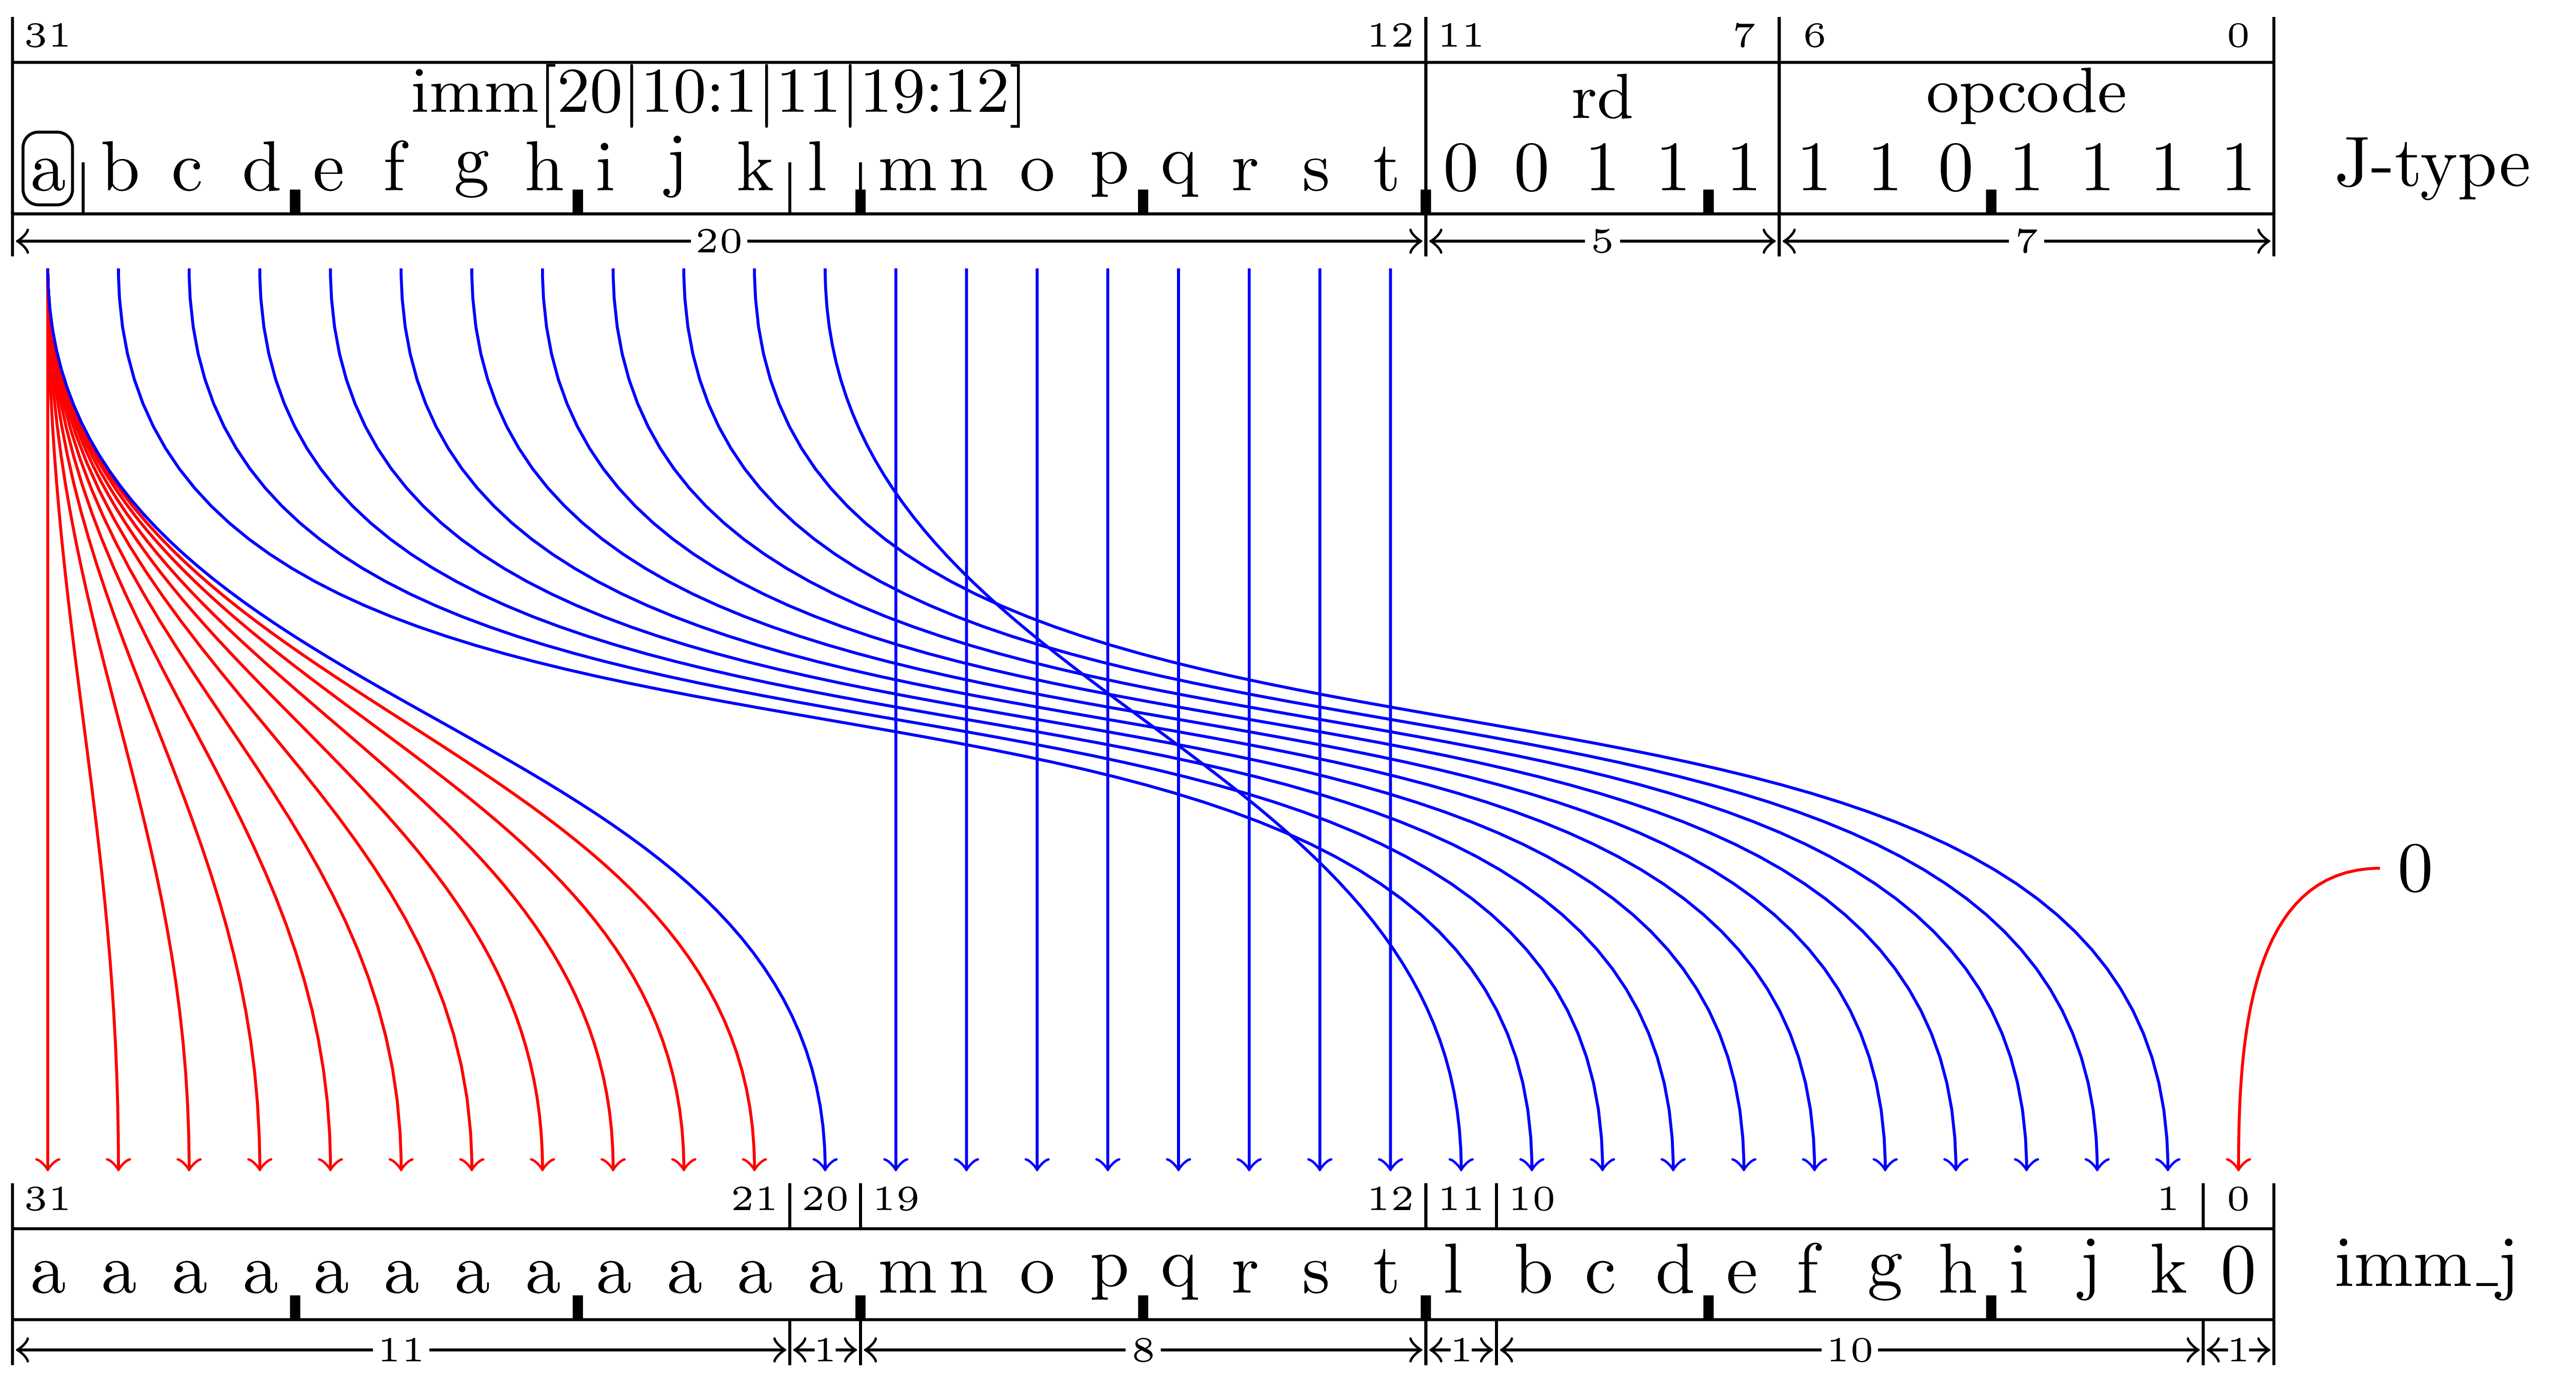 31 12 11 7 6 0
imm[20|10:1|11|19:12] rd opcode
a b c d e f g h i j k l m n o p q r s t 0 0 1 1 1 1 1 0 1 1 1 1 J-type
20 5 7
0
31 21 20 19 12 11 10 1 0
a a a a a a a a a a a a m n o p q r s t l b c d e f g h i j k 0 imm_j
11 1 8 1 10 1